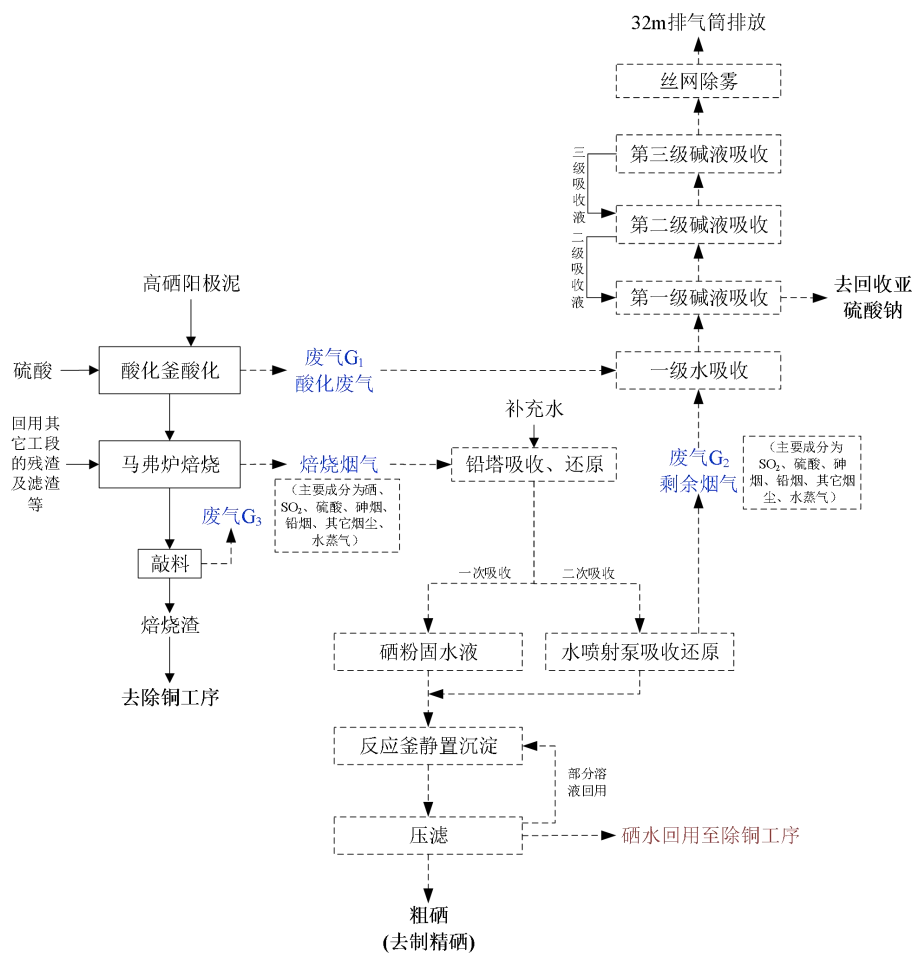 32m排气筒排放
丝网除雾
第三级碱液吸收
三级吸收液
第二级碱液吸收
二级吸收液
第一级碱液吸收
去回收亚
硫酸钠
高硒阳极泥
硫酸
酸化釜酸化
废气G₁
酸化废气
一级水吸收
补充水
回用其
它工段
的残渣
及滤渣
等
马弗炉焙烧
焙烧烟气
(主要成分为硒、
SO₂、硫酸、砷烟、
铅烟、其它烟尘
、水蒸气)
铅塔吸收、还原
废气G₂
剩余烟气
(主要成分为
SO₂、硫酸、砷
烟、铅烟、其它烟
尘、水蒸气)
废气G₃
敲料
一次吸收
二次吸收
焙烧渣
硒粉固水液
水喷射泵吸收还原
去除铜工序
反应釜静置沉淀
部分溶
液回用
压滤
硒水回用至除铜工序
粗硒
(去制精硒)